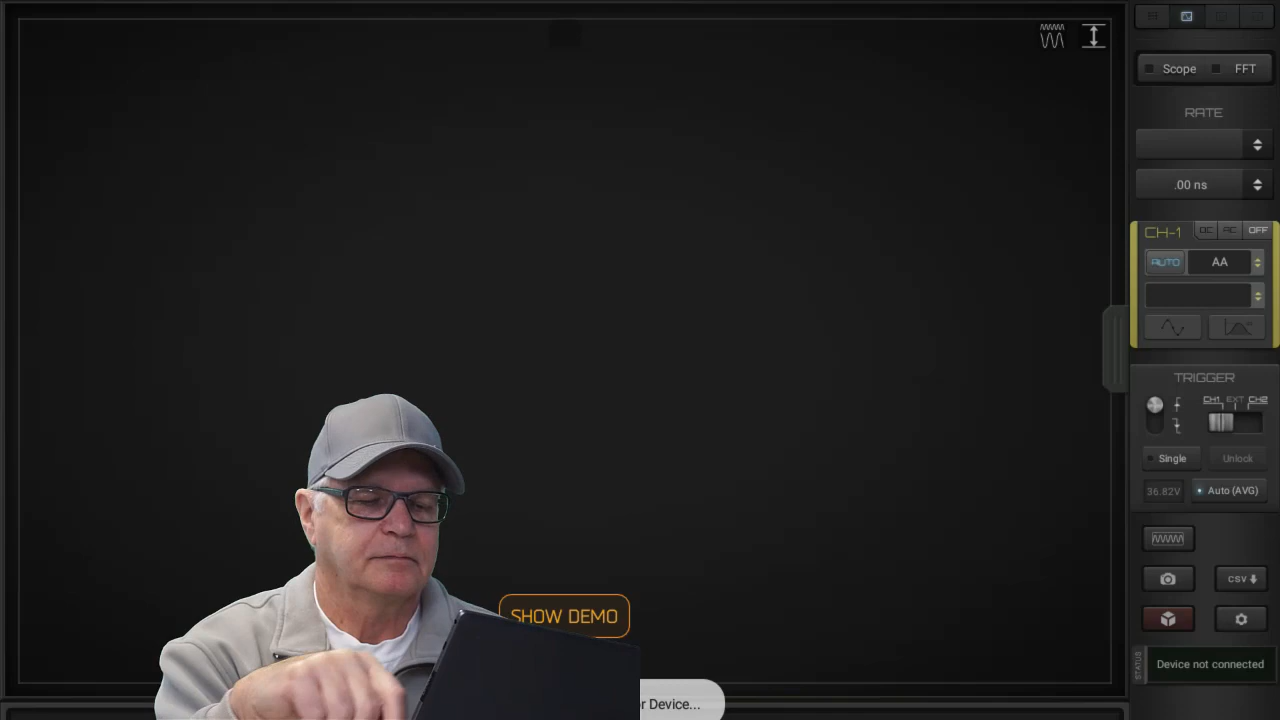 Scope FFT
RATE
.00 ns
CH-1 DC AC OFF
AUTO AA
TRIGGER
CH1 EXT CH2
Single Unlock
36.82V Auto (AVG)
CSV
SHOW DEMO
STATUS
Device not connected
r Device...